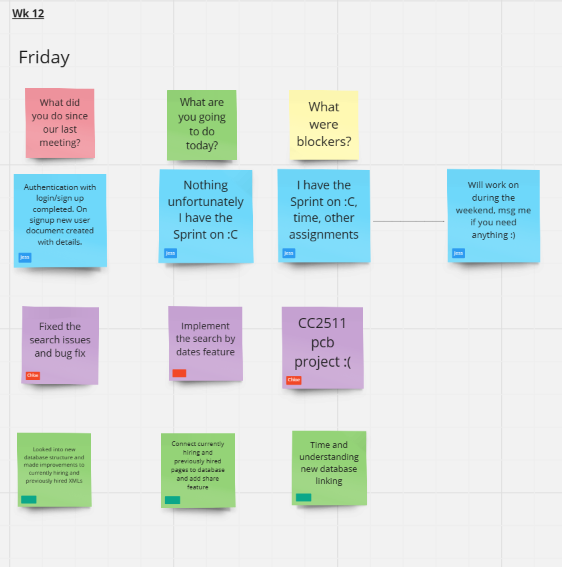 Wk 12
Friday
What did
you do since
our last
meeting?
What are
you going
to do
today?
What
were
blockers?
Authentication with
login/sign up
completed. On
signup new user
document created
with details.
Jess
Nothing
unfortunately
I have the
Sprint on :C
Jess
I have the
Sprint on :C,
time, other
assignments
Jess
Will work on
during the
weekend, msg me
if you need
anything :)
Jess
Fixed the
search issues
and bug fix
Chloe
Implement
the search by
dates feature
CC2511
pcb
project :(
Chloe
Looked into new
database structure and
made improvements to
currently hiring and
previously hired XMLs
Connect currently
hiring and
previously hired
pages to database
and add share
feature
Time and
understanding
new database
linking